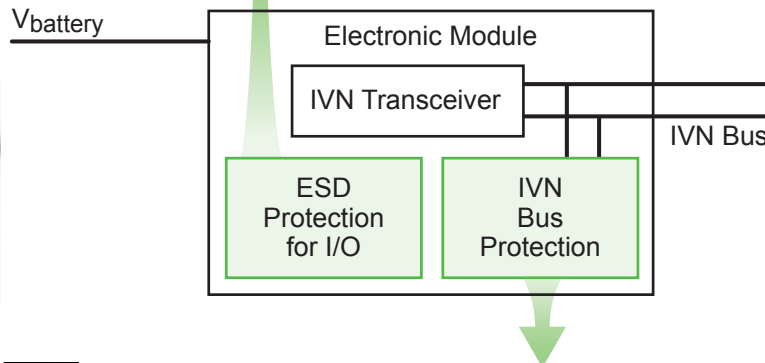 Vbattery
Electronic Module
IVN Transceiver
IVN Bus
ESD
Protection
for I/O
IVN
Bus
Protection